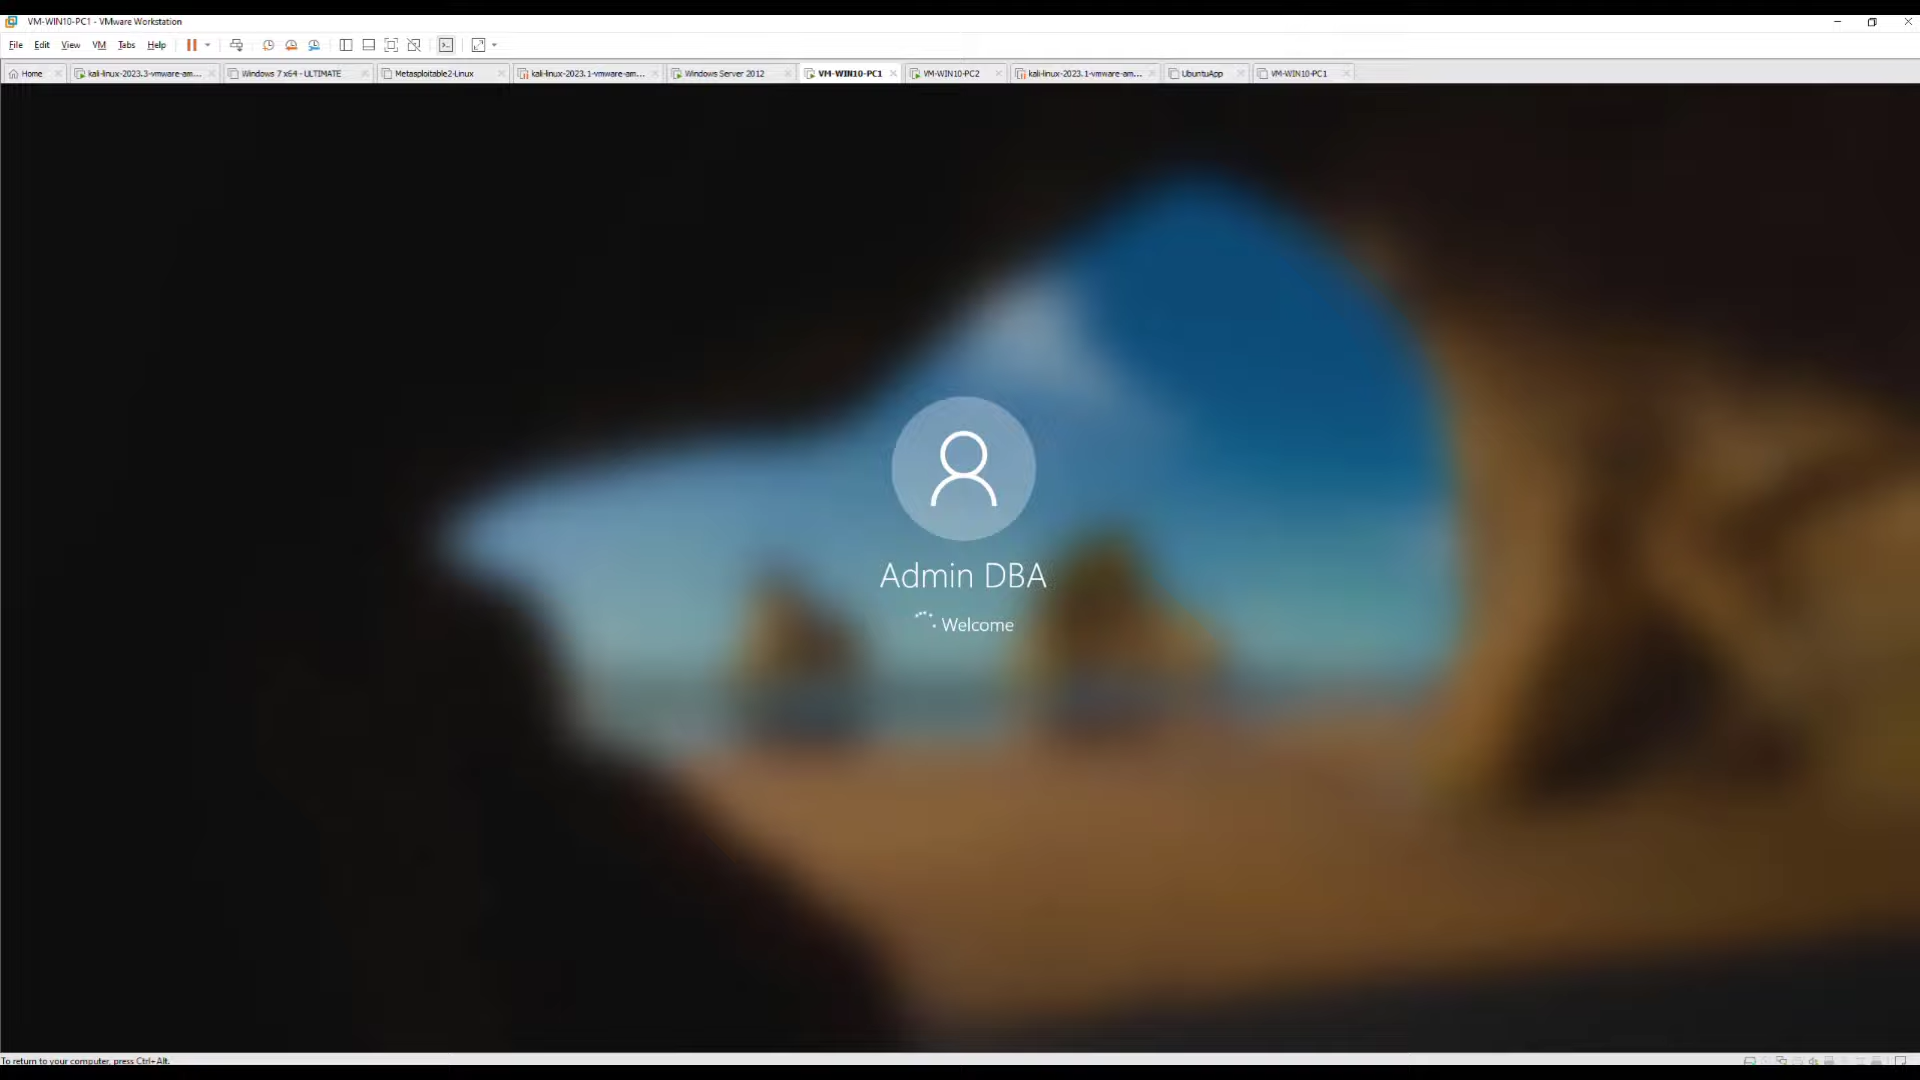 VM-WIN10-PC1 - VMware Workstation
File Edit View VM Tabs Help
Home kali-linux-2023.3-vmware-am... Windows 7 x64 - ULTIMATE Metasploitable2-Linux kali-linux-2023.1-vmware-am... Windows Server 2012 VM-WIN10-PC1 VM-WIN10-PC2 kali-linux-2023.1-vmware-am... UbuntuApp VM-WIN10-PC1
Admin DBA
Welcome
To return to your computer, press Ctrl+Alt.